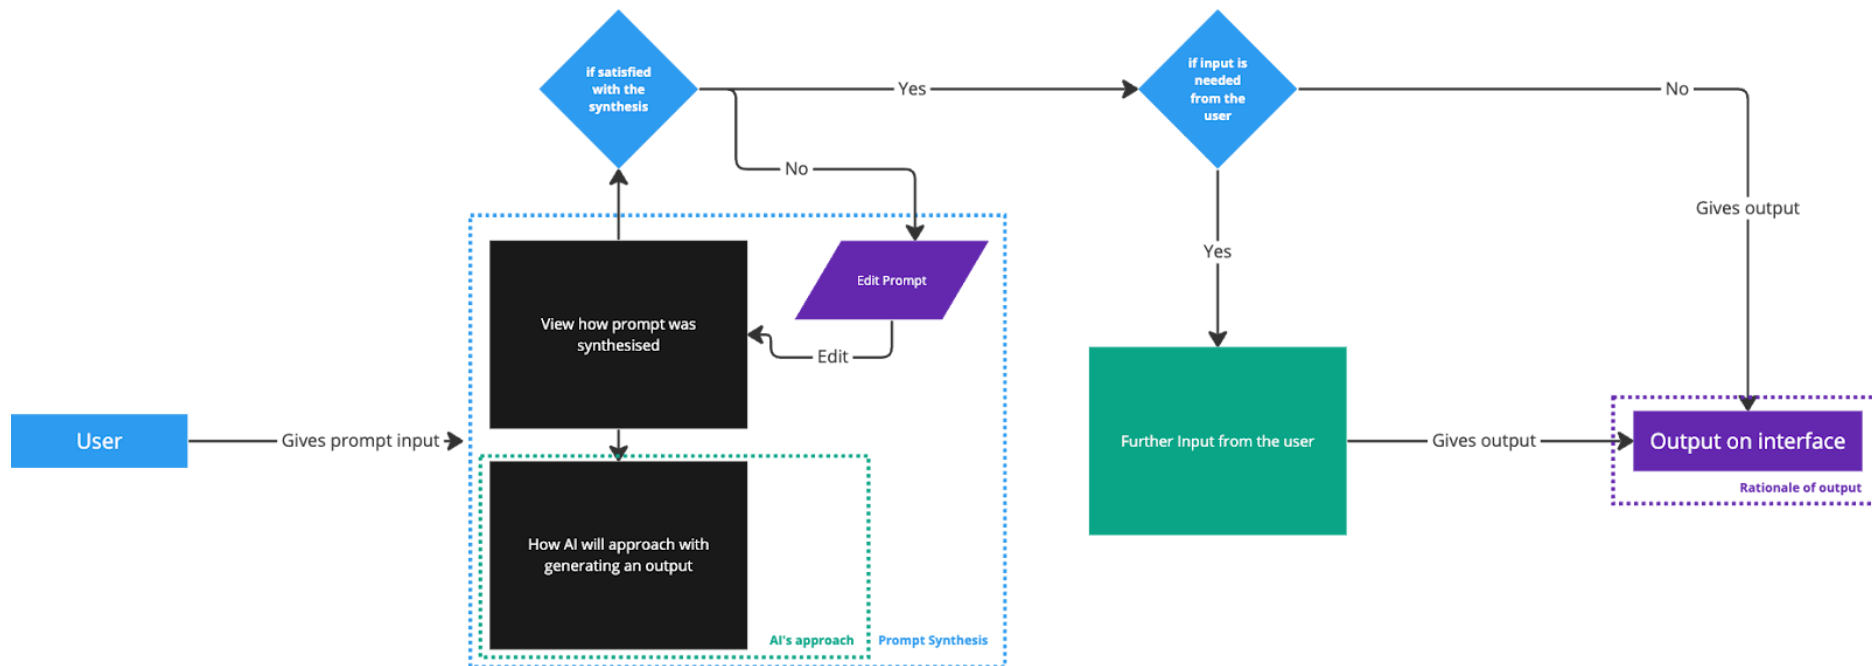 if satisfied
with the
synthesis
Yes
if input is
needed
from the
user
No
No
Gives output
Yes
Edit Prompt
View how prompt was
synthesised
Edit
User
Gives prompt input
Further Input from the user
Gives output
Output on interface
Rationale of output
How AI will approach with
generating an output
AI's approach
Prompt Synthesis